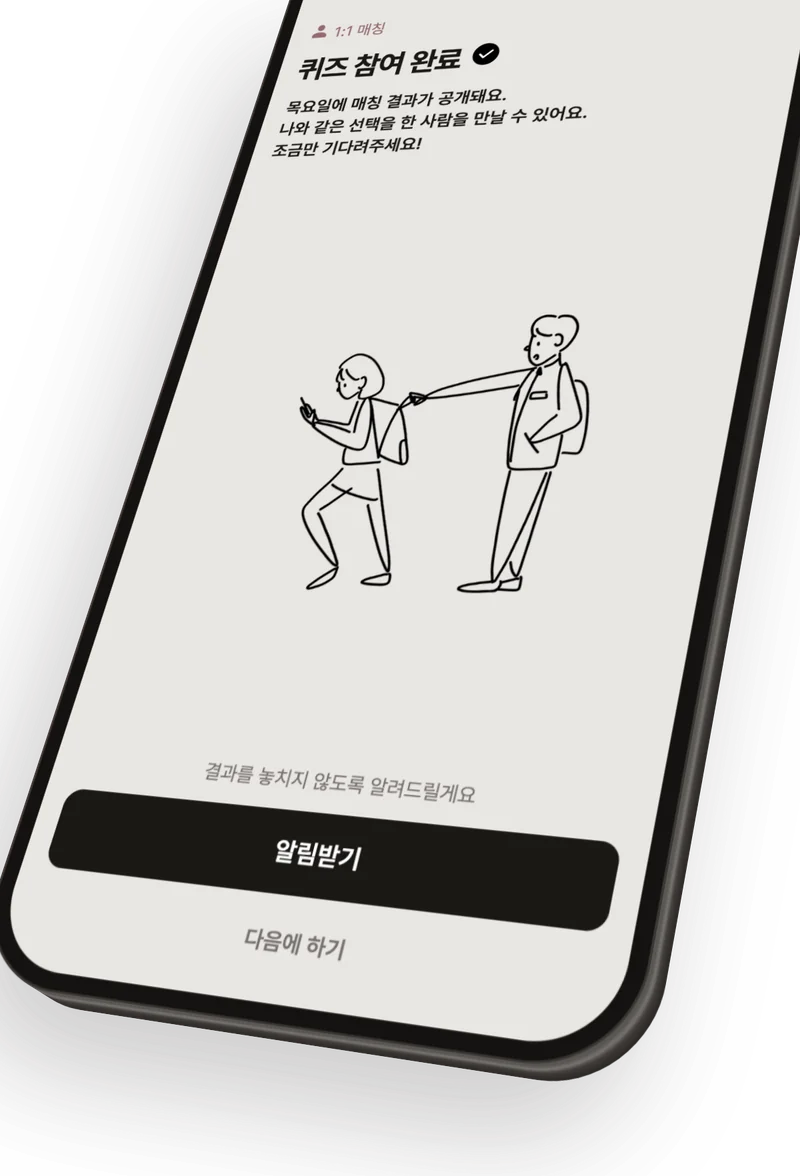 1:1 매칭
퀴즈 참여 완료
목요일에 매칭 결과가 공개돼요.
나와 같은 선택을 한 사람을 만날 수 있어요.
조금만 기다려주세요!
결과를 놓치지 않도록 알려드릴게요
알림받기
다음에 하기